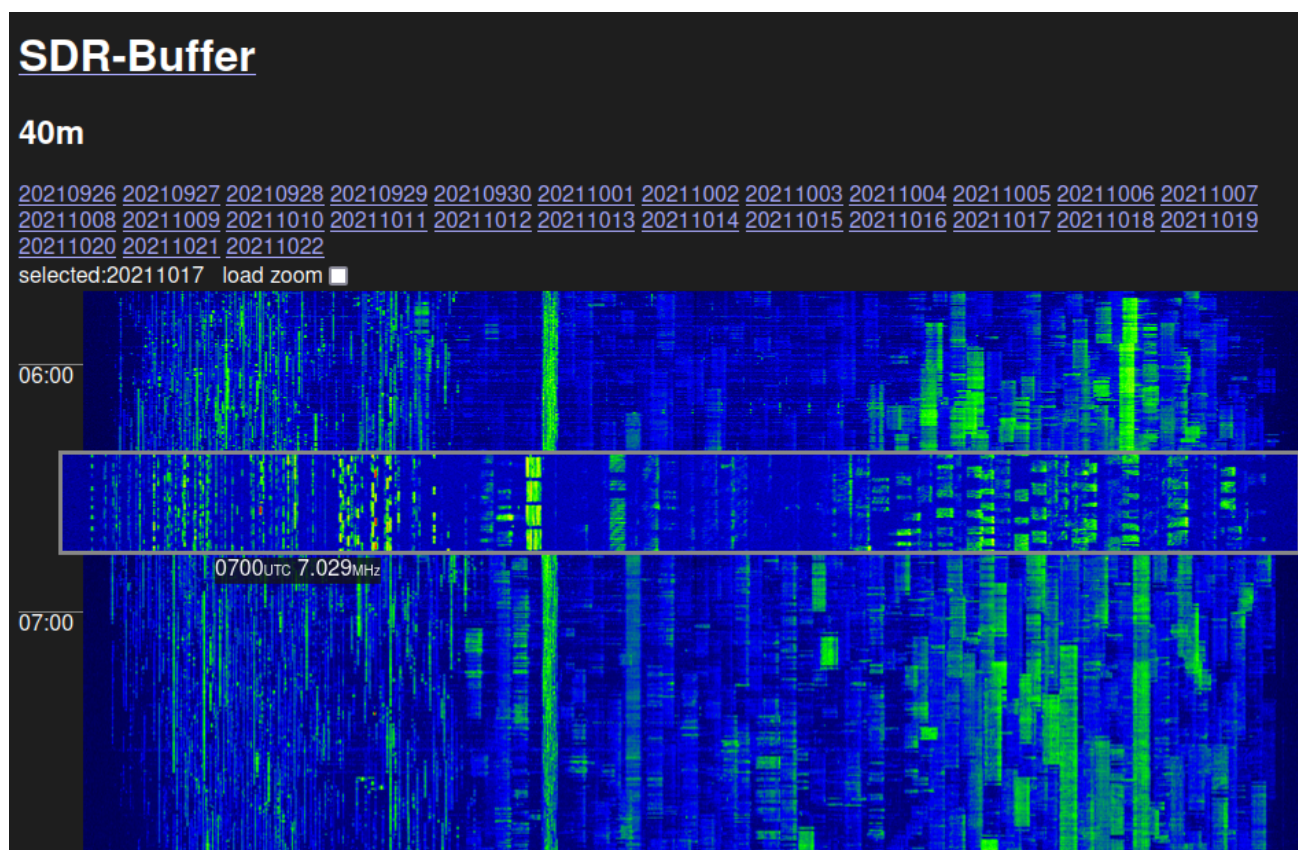 SDR-Buffer
40m
20210926 20210927 20210928 20210929 20210930 20211001 20211002 20211003 20211004 20211005 20211006 20211007
20211008 20211009 20211010 20211011 20211012 20211013 20211014 20211015 20211016 20211017 20211018 20211019
20211020 20211021 20211022
selected:20211017 load zoom
06:00
0700UTC 7.029MHz
07:00